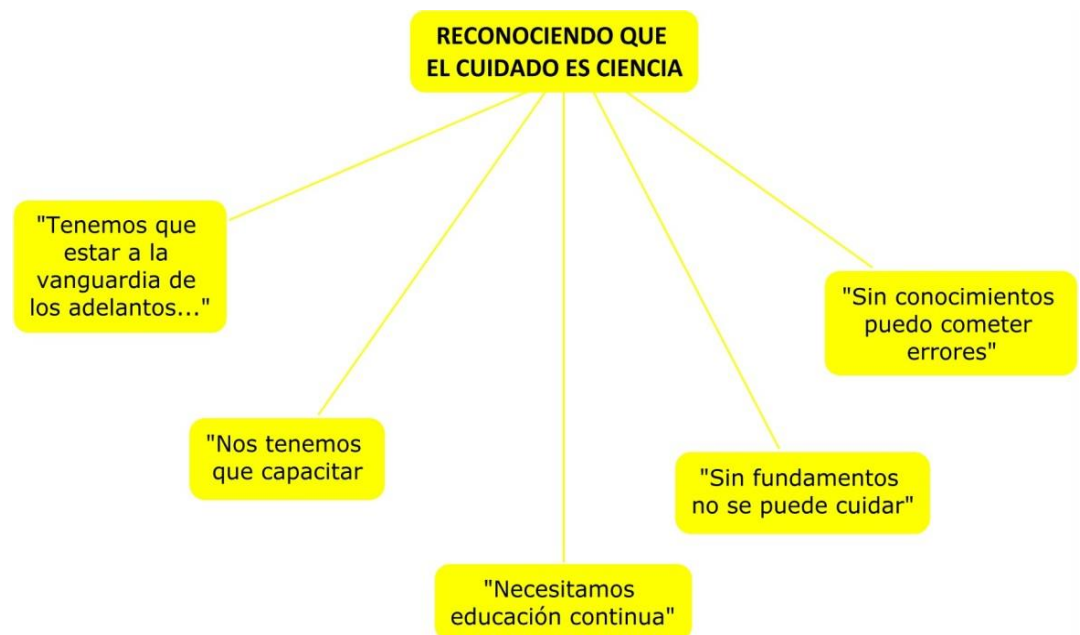 RECONOCIENDO QUE
EL CUIDADO ES CIENCIA
"Tenemos que
estar a la
vanguardia de
los adelantos..."
"Nos tenemos
que capacitar
"Necesitamos
educación continua"
"Sin fundamentos
no se puede cuidar"
"Sin conocimientos
puedo cometer
errores"